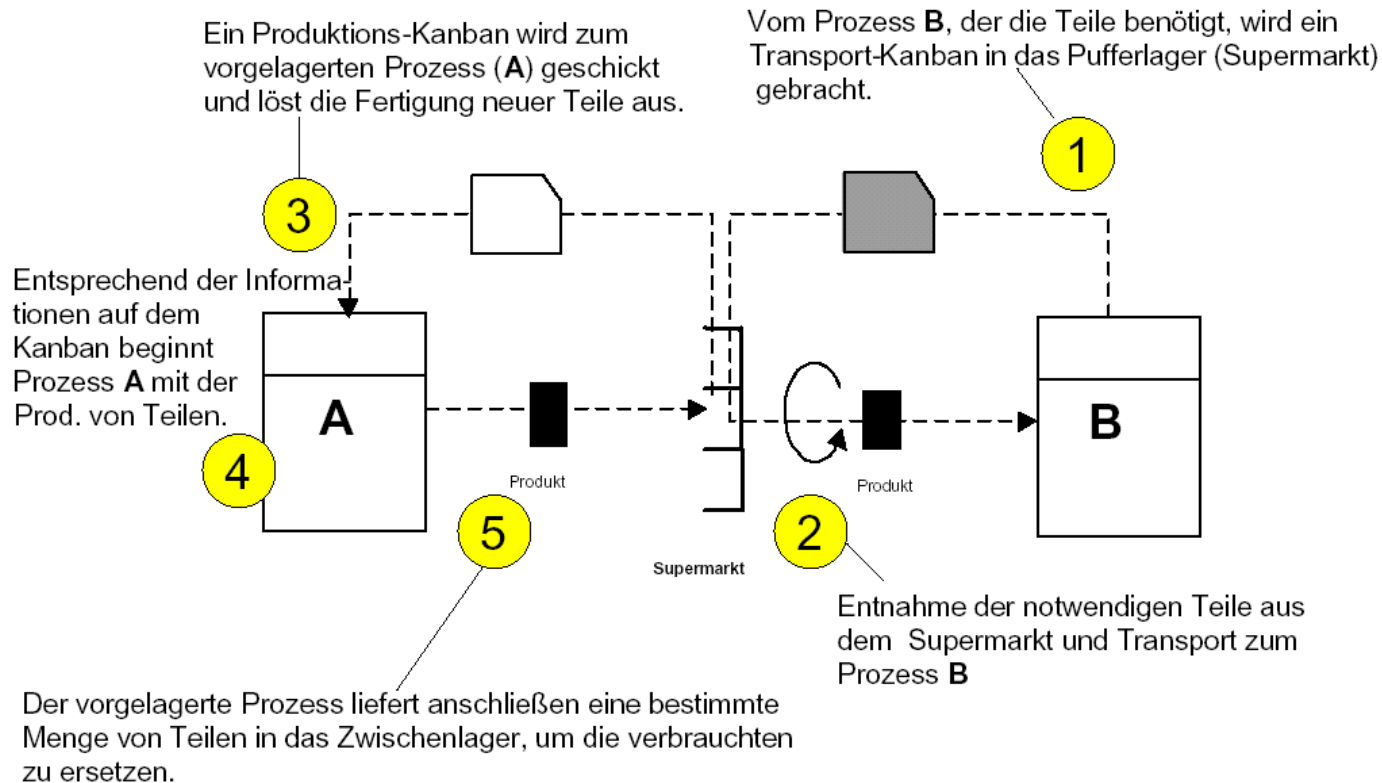 Ein Produktions-Kanban wird zum
vorgelagerten Prozess (A) geschickt
und löst die Fertigung neuer Teile aus.
Vom Prozess B, der die Teile benötigt, wird ein
Transport-Kanban in das Pufferlager (Supermarkt)
gebracht.
1
3
Entsprechend der Informa-
tionen auf dem
Kanban beginnt
Prozess A mit der
Prod. von Teilen.
A
B
4
Produkt
Produkt
5
2
Supermarkt
Entnahme der notwendigen Teile aus
dem Supermarkt und Transport zum
Prozess B
Der vorgelagerte Prozess liefert anschließen eine bestimmte
Menge von Teilen in das Zwischenlager, um die verbrauchten
zu ersetzen.